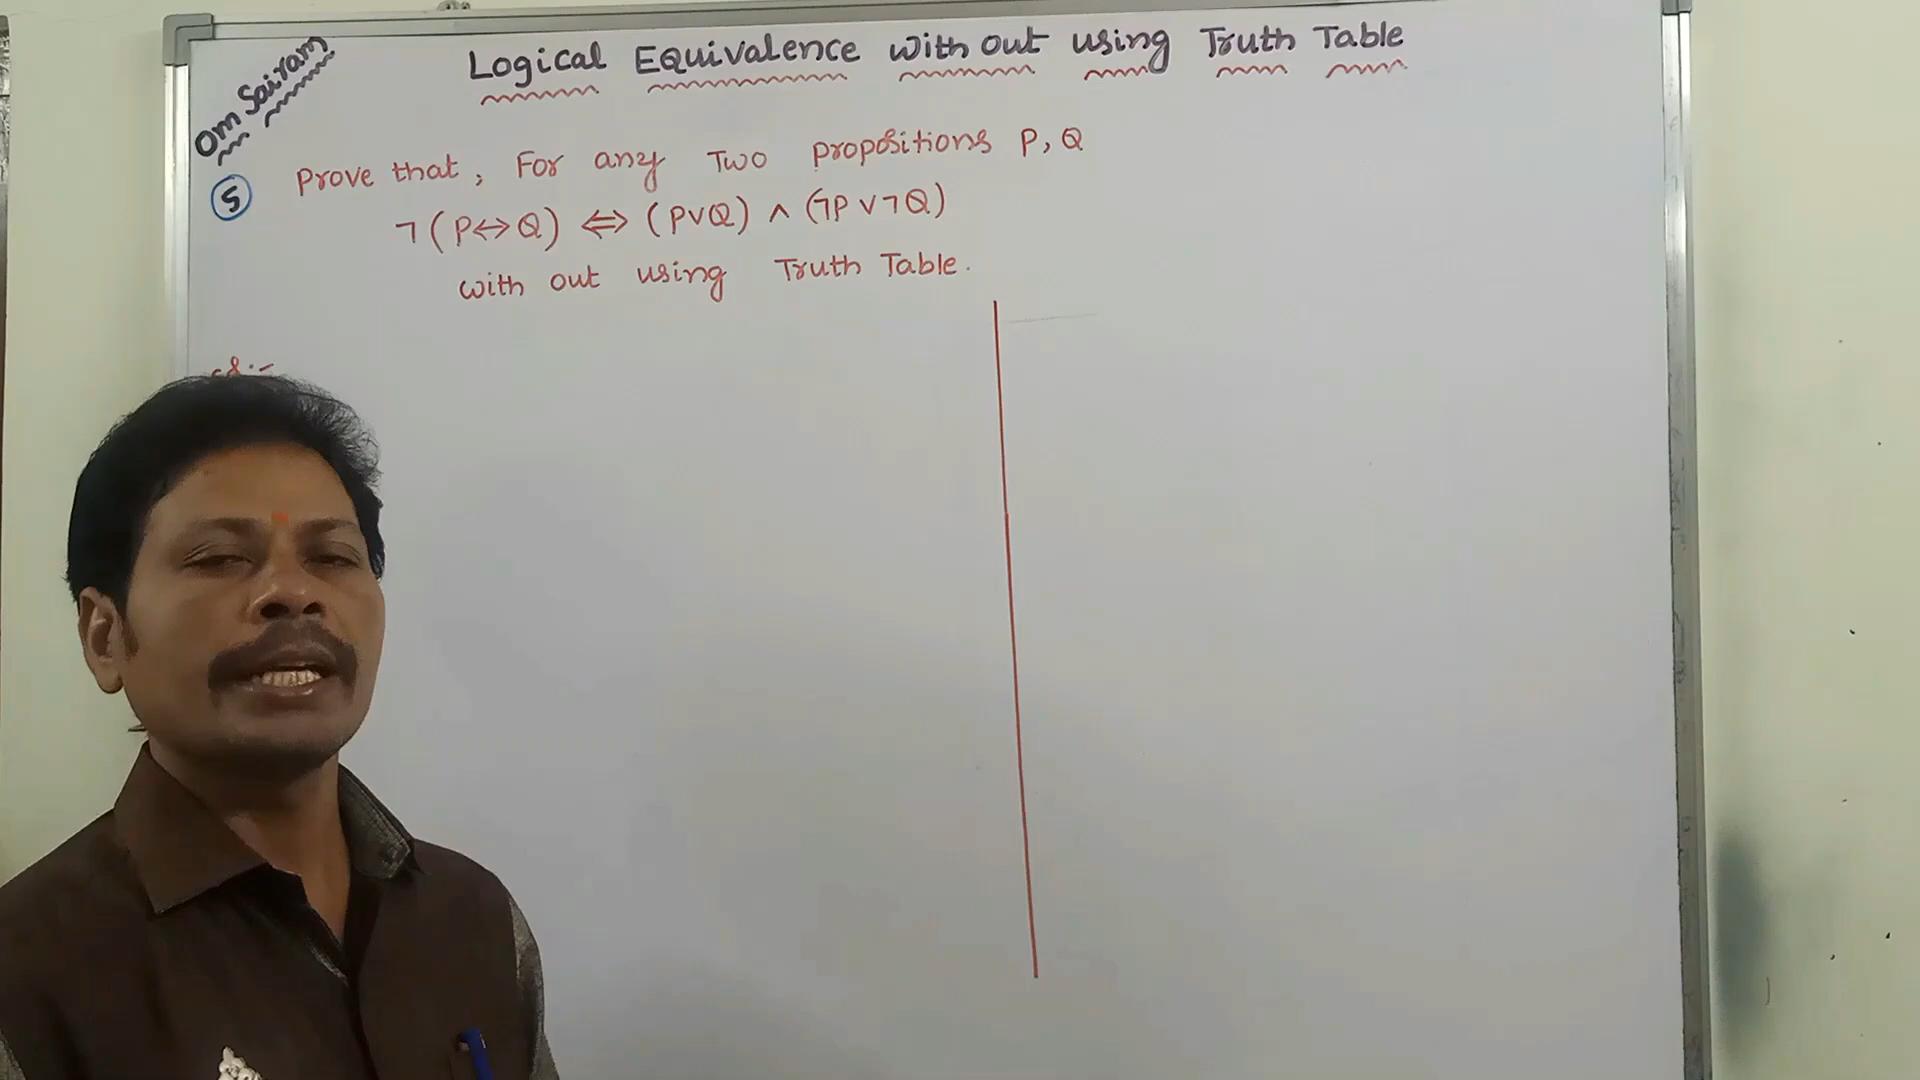 Logical Equivalence with out using Truth Table
Om Sairam
5 Prove that, For any Two propositions P, Q
¬(P↔Q) ⇔ (P∨Q) ∧ (¬P∨¬Q)
with out using Truth Table.